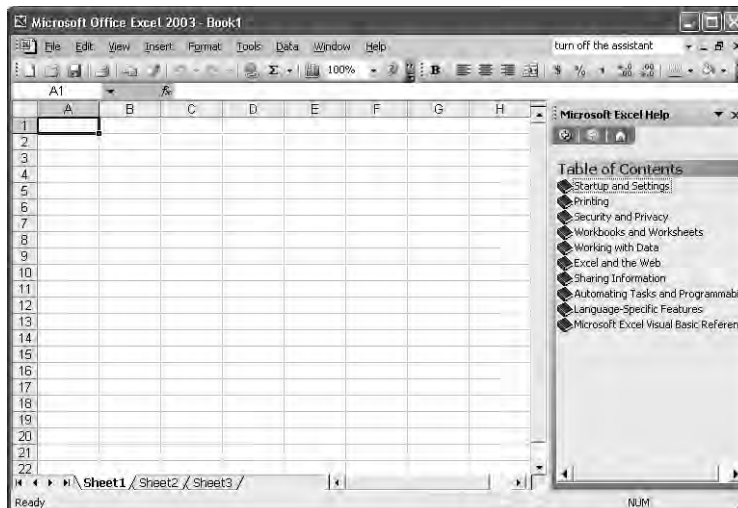 Microsoft Office Excel 2003 - Book1
File Edit View Insert Format Tools Data Window Help turn off the assistant
Σ 100% B $ %
A1 fx
A B C D E F G H
1
2
3
4
5
6
7
8
9
10
11
12
13
14
15
16
17
18
19
20
21
22
Microsoft Excel Help
Table of Contents
Startup and Settings
Printing
Security and Privacy
Workbooks and Worksheets
Working with Data
Excel and the Web
Sharing Information
Automating Tasks and Programmabi
Language-Specific Features
Microsoft Excel Visual Basic Referen
Sheet1 / Sheet2 / Sheet3 /
Ready NUM